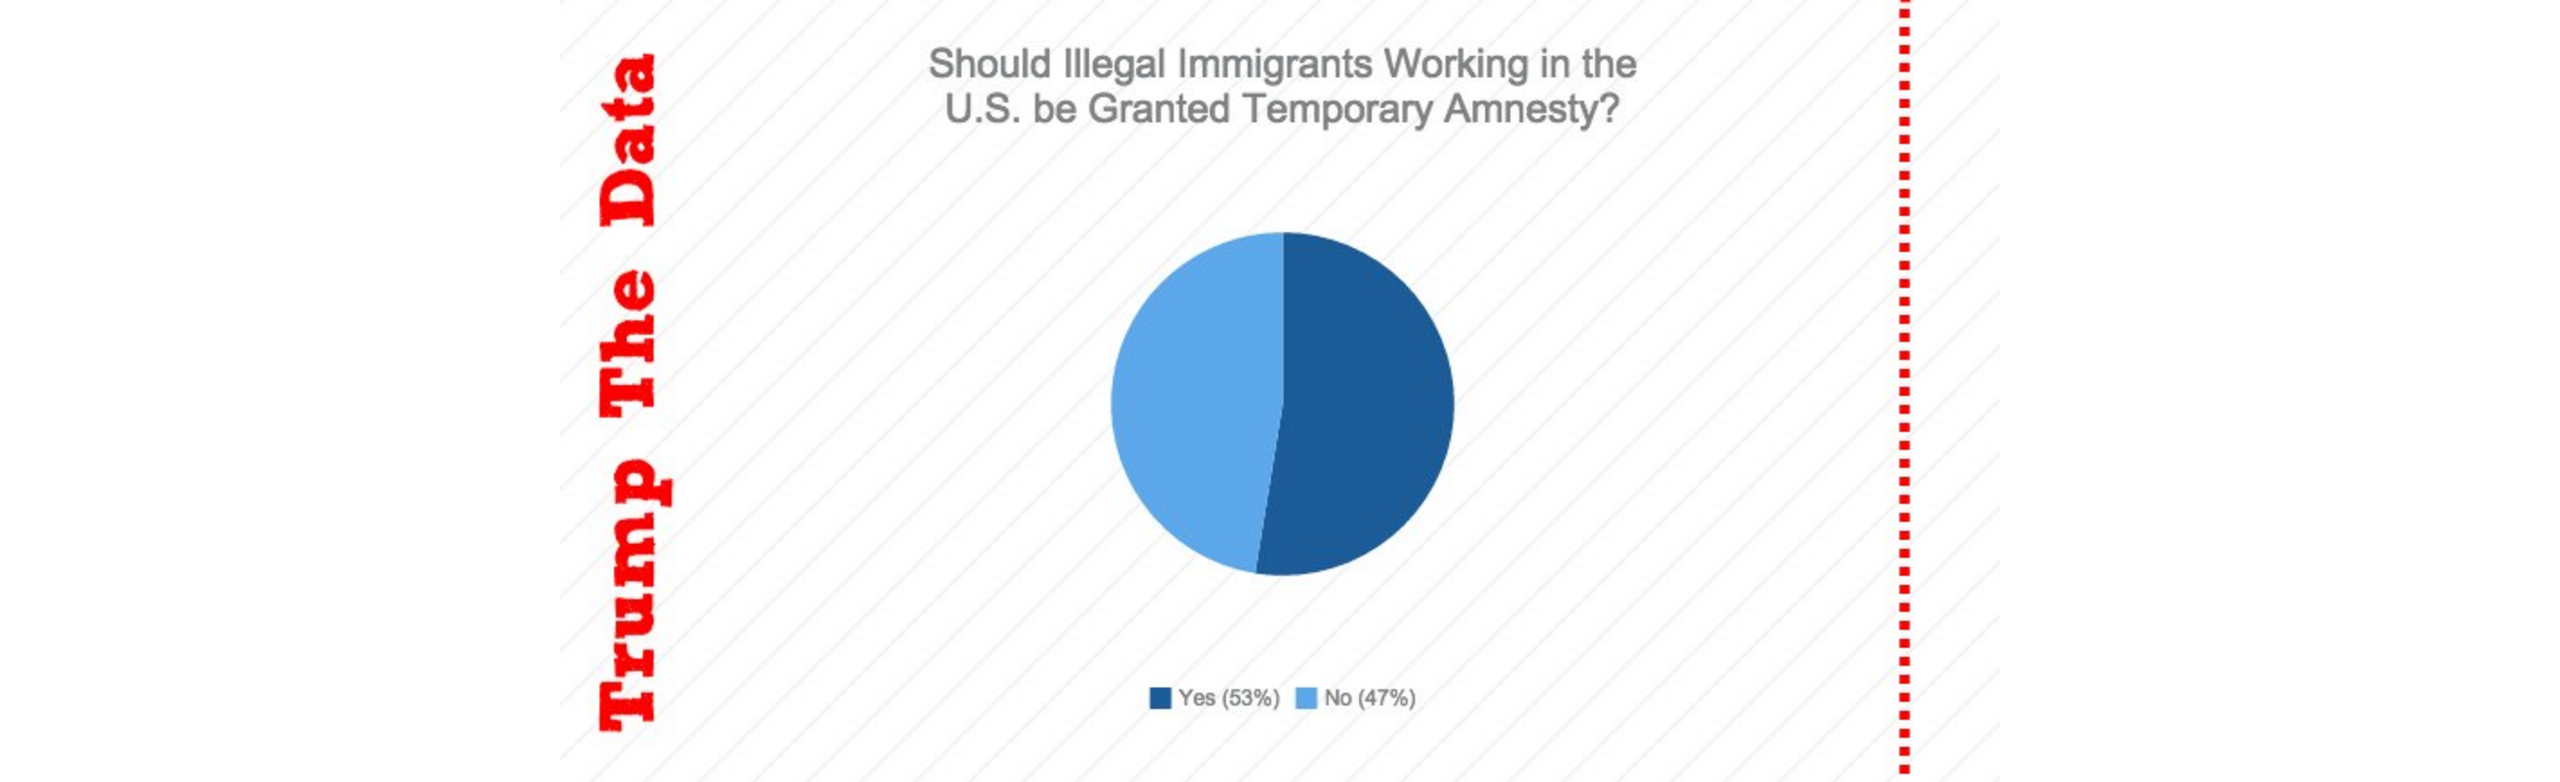 Trump The Data
Should Illegal Immigrants Working in the
U.S. be Granted Temporary Amnesty?
Yes (53%) No (47%)